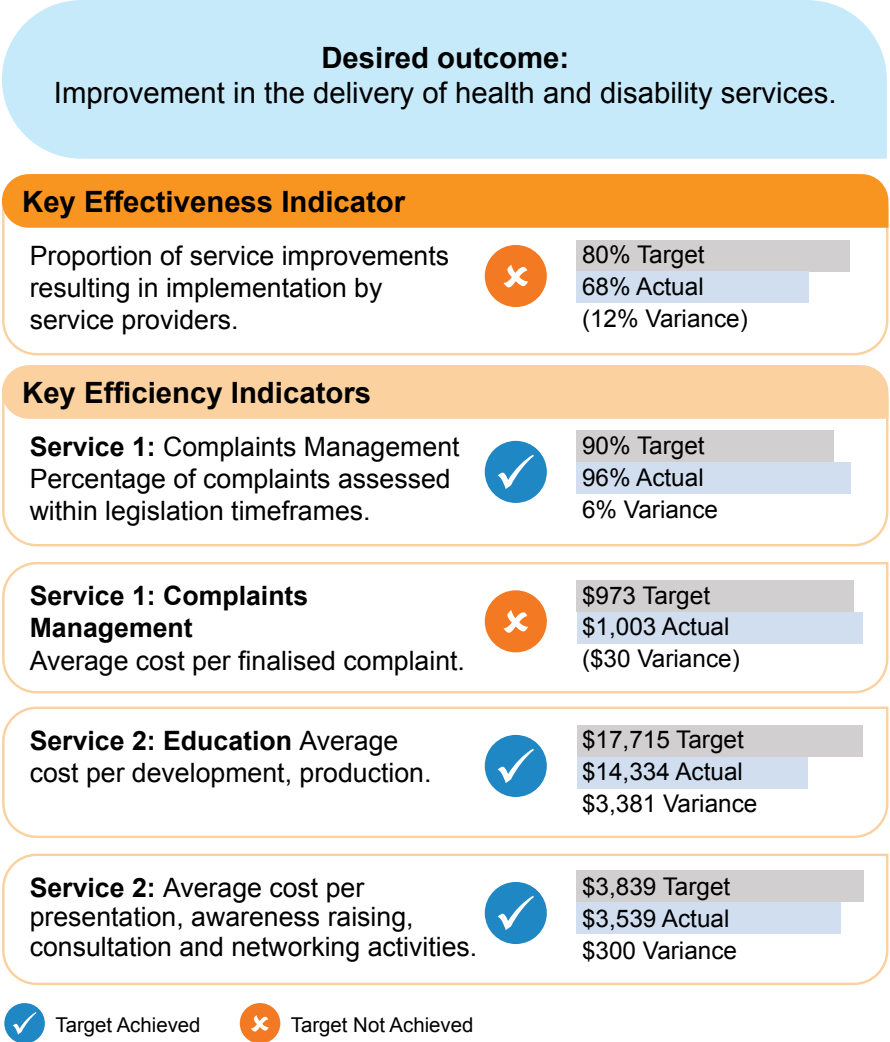 Desired outcome:
Improvement in the delivery of health and disability services.
Key Effectiveness Indicator
Proportion of service improvements
resulting in implementation by
service providers.
80% Target
68% Actual
(12% Variance)
Key Efficiency Indicators
Service 1: Complaints Management
Percentage of complaints assessed
within legislation timeframes.
90% Target
96% Actual
6% Variance
Service 1: Complaints
Management
Average cost per finalised complaint.
$973 Target
$1,003 Actual
($30 Variance)
Service 2: Education Average
cost per development, production.
$17,715 Target
$14,334 Actual
$3,381 Variance
Service 2: Average cost per
presentation, awareness raising,
consultation and networking activities.
$3,839 Target
$3,539 Actual
$300 Variance
Target Achieved
Target Not Achieved